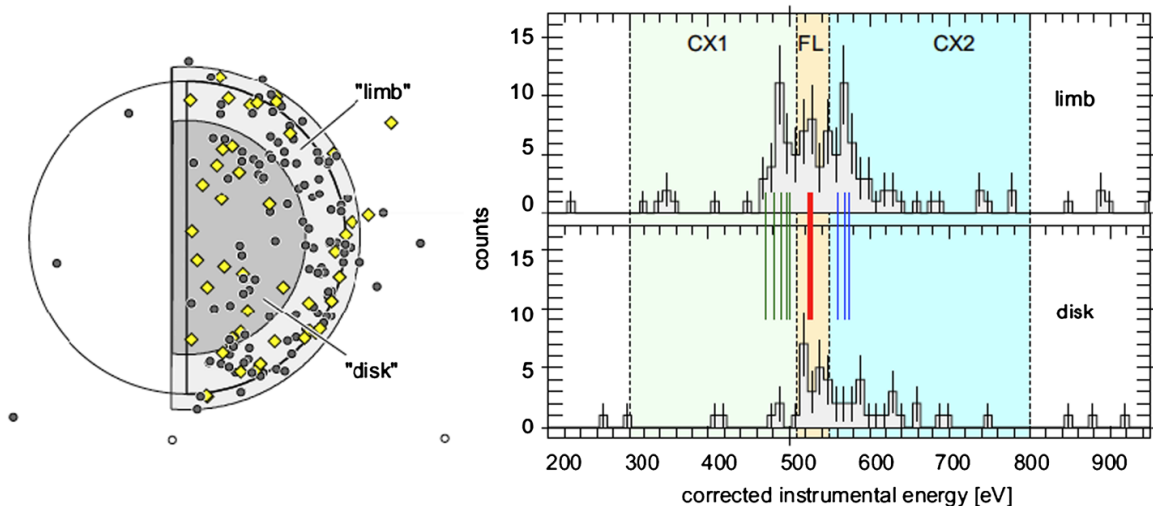 "limb"
"disk"
CX1
FL
CX2
15
10
5
0
limb
counts
15
10
5
0
disk
200 300 400 500 600 700 800 900
corrected instrumental energy [eV]